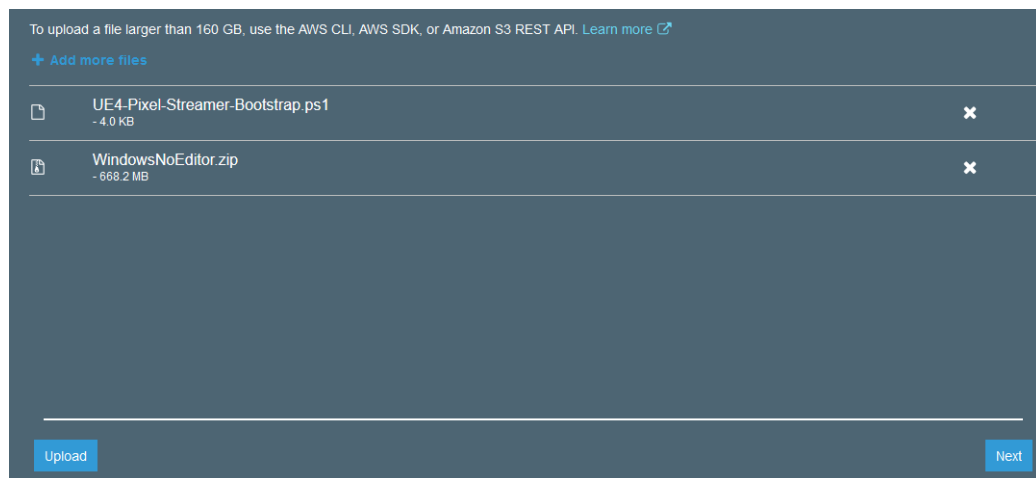 To upload a file larger than 160 GB, use the AWS CLI, AWS SDK, or Amazon S3 REST API. Learn more
+ Add more files
UE4-Pixel-Streamer-Bootstrap.ps1
- 4.0 KB
WindowsNoEditor.zip
- 668.2 MB
Upload
Next